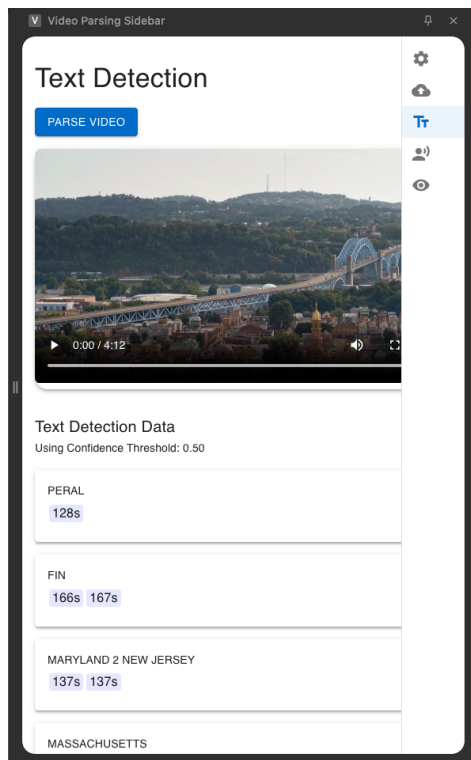 V Video Parsing Sidebar
Text Detection
PARSE VIDEO
0:00 / 4:12
Text Detection Data
Using Confidence Threshold: 0.50
PERAL
128s
FIN
166s 167s
MARYLAND 2 NEW JERSEY
137s 137s
MASSACHUSETTS